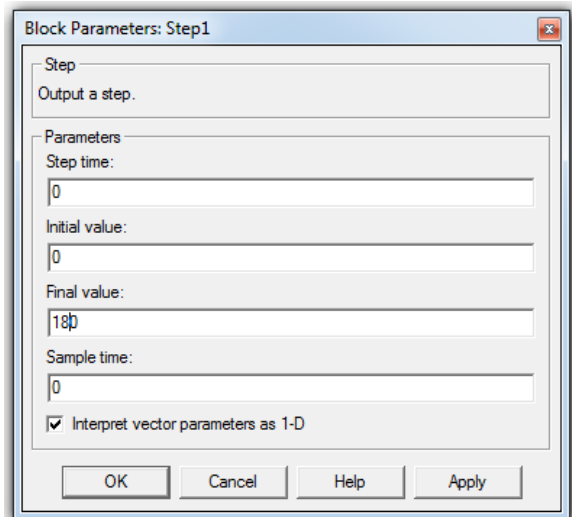 Block Parameters: Step1
Step
Output a step.
Parameters
Step time:
0
Initial value:
0
Final value:
180
Sample time:
0
Interpret vector parameters as 1-D
OK Cancel Help Apply